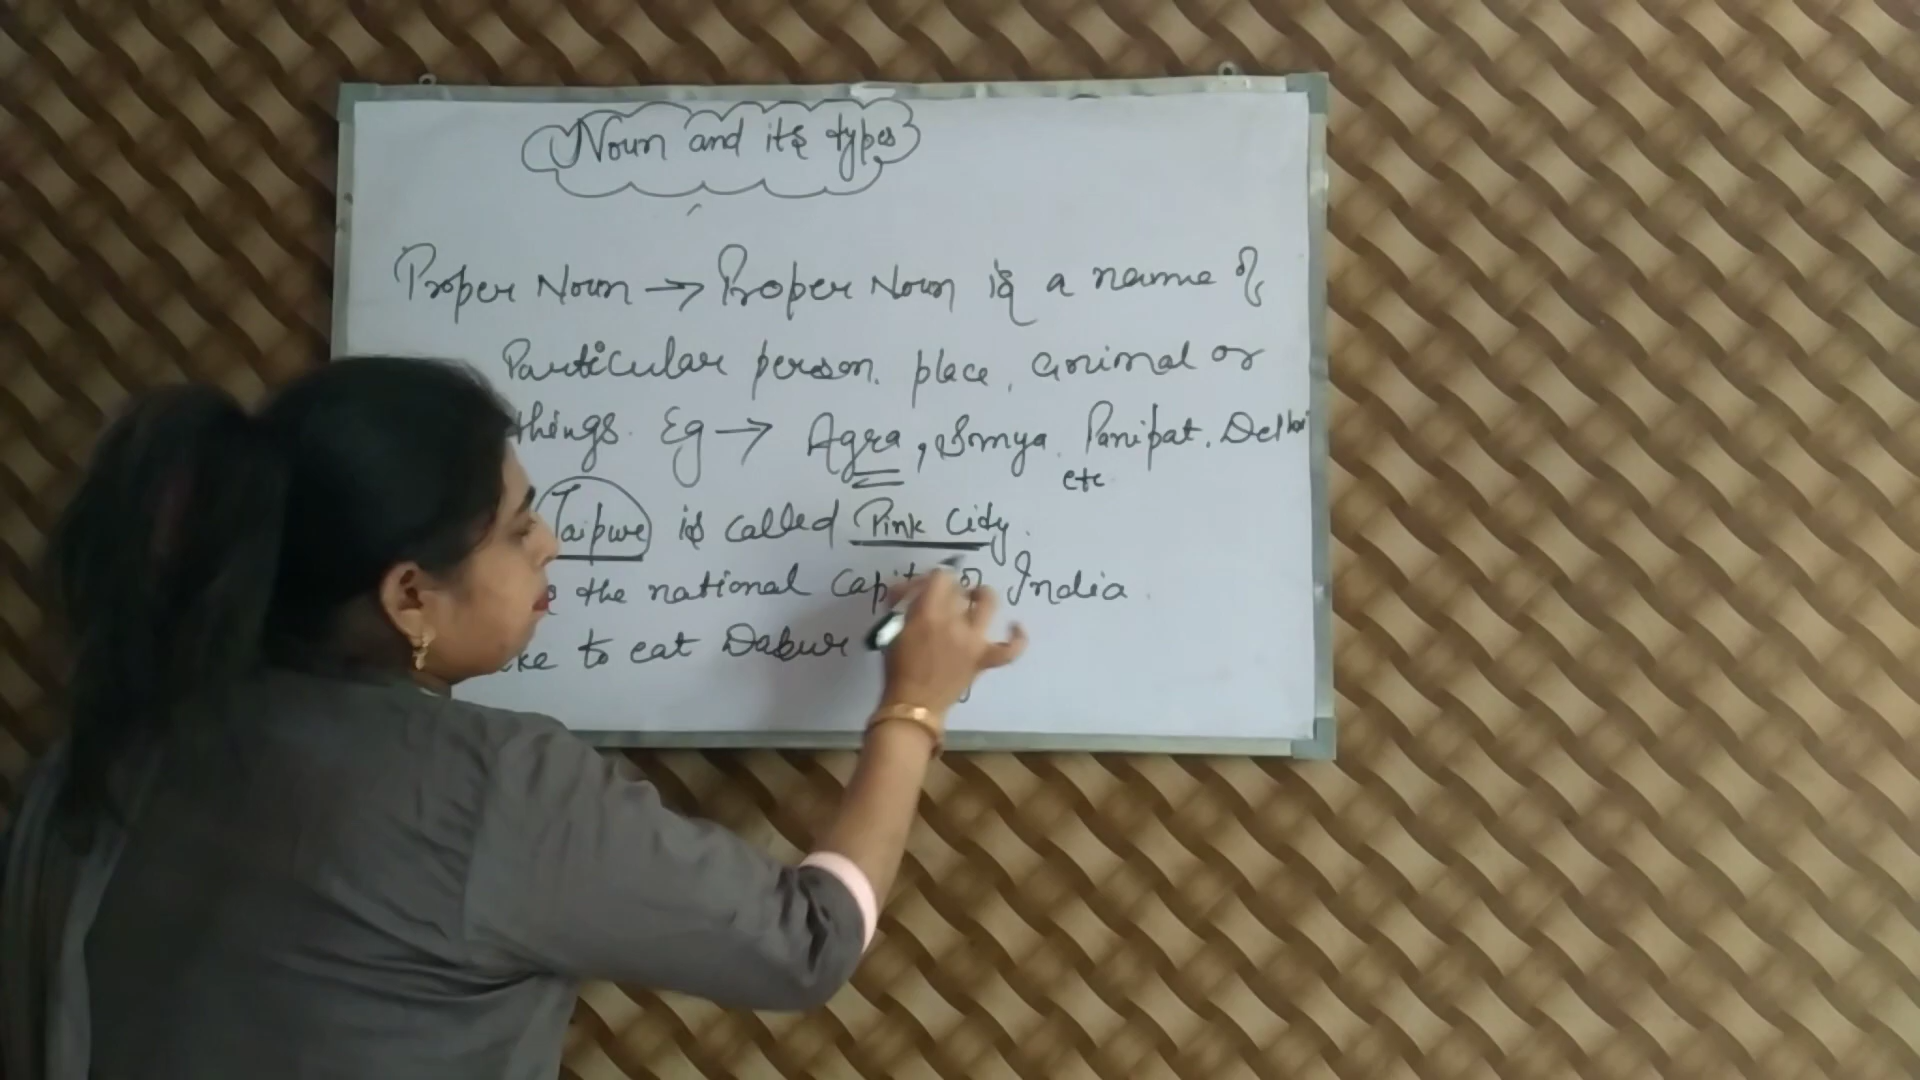 Noun and its types
Proper Noun → Proper Noun is a name of
Particular person, place, animal or
things. Eg → Agra, Somya, Panipat, Delhi
etc
Jaipur is called Pink City.
the national capital of India.
to eat Dabur